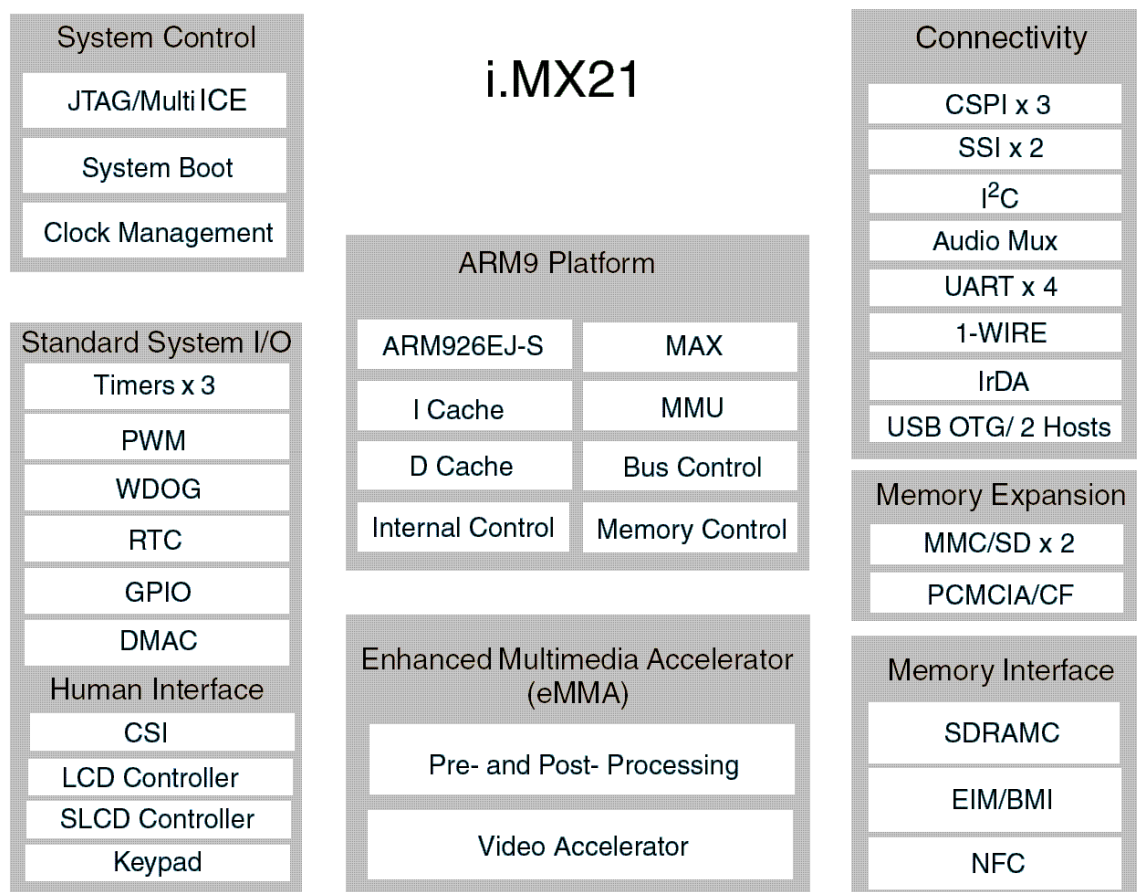 System Control
JTAG/Multi ICE
System Boot
Clock Management
Standard System I/O
Timers x 3
PWM
WDOG
RTC
GPIO
DMAC
Human Interface
CSI
LCD Controller
SLCD Controller
Keypad
i.MX21
ARM9 Platform
ARM926EJ-S
MAX
I Cache
MMU
D Cache
Bus Control
Internal Control
Memory Control
Enhanced Multimedia Accelerator
(eMMA)
Pre- and Post- Processing
Video Accelerator
Connectivity
CSPI x 3
SSI x 2
I²C
Audio Mux
UART x 4
1-WIRE
IrDA
USB OTG/ 2 Hosts
Memory Expansion
MMC/SD x 2
PCMCIA/CF
Memory Interface
SDRAMC
EIM/BMI
NFC